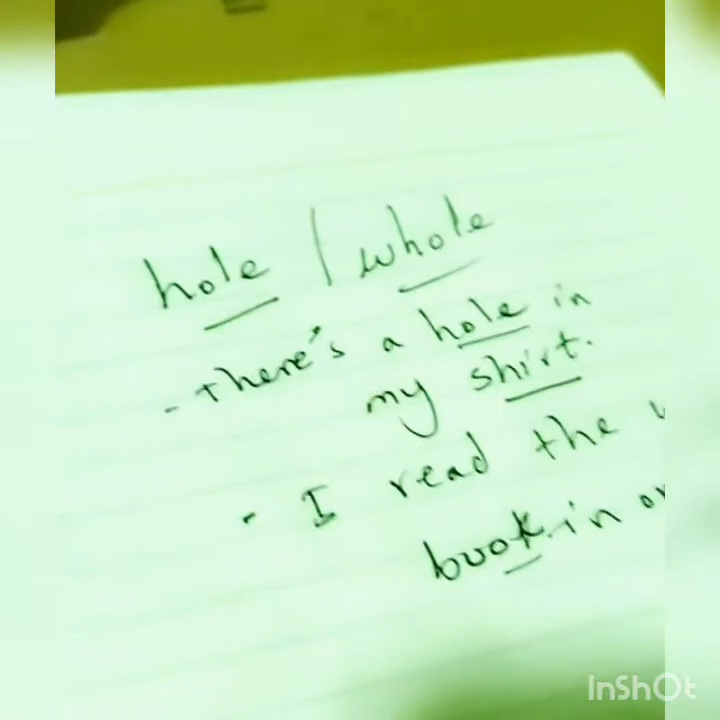 hole / whole
- there's a hole in
my shirt.
- I read the
book in
InShOt